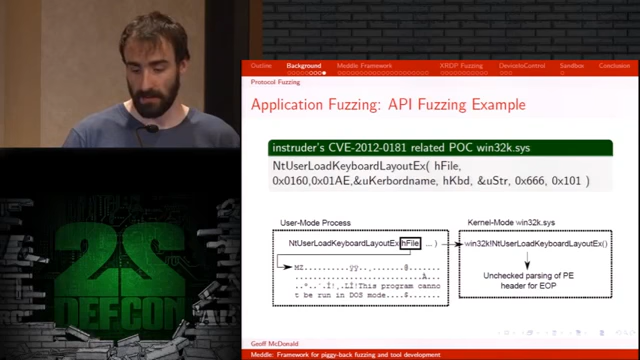 Outline Background Meddle Framework XRDP Fuzzing DeviceIoControl Sandbox Conclusion
Protocol Fuzzing
Application Fuzzing: API Fuzzing Example
instruder's CVE-2012-0181 related POC win32k.sys
NtUserLoadKeyboardLayoutEx( hFile,
0x0160,0x01AE,&uKerbordname, hKbd, &uStr, 0x666, 0x101 )
User-Mode Process
Kernel-Mode win32k.sys
NtUserLoadKeyboardLayoutEx(hFile ... )
win32k!NtUserLoadKeyboardLayoutEx()
Unchecked parsing of PE
header for EOP
is program canno
t be run in DOS mode.
22
DEFCON
Geoff McDonald
Meddle: Framework for piggy-back fuzzing and tool development